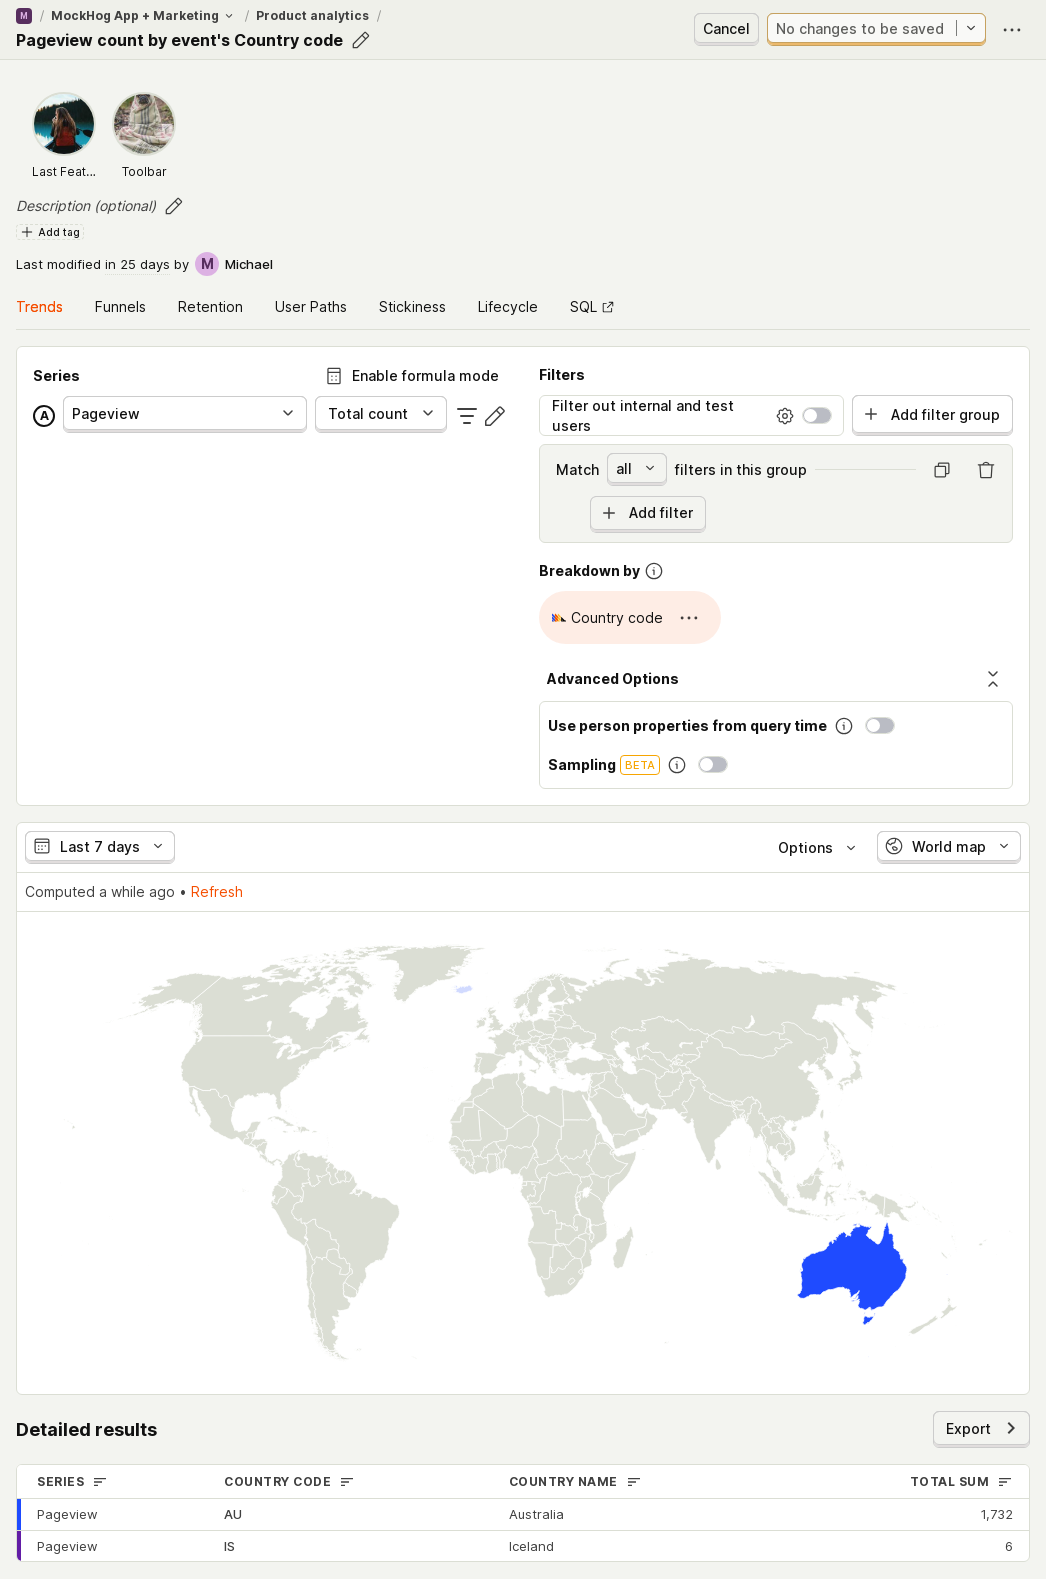 M / MockHog App + Marketing / Product analytics /
Pageview count by event's Country code
Cancel
No changes to be saved
Last Feat...
Toolbar
Description (optional)
Add tag
Last modified in 25 days by M Michael
Trends Funnels Retention User Paths Stickiness Lifecycle SQL
Series
Enable formula mode
A Pageview Total count
Filters
Filter out internal and test
users
Add filter group
Match all filters in this group
Add filter
Breakdown by
Country code
Advanced Options
Use person properties from query time
Sampling BETA
Last 7 days
Options
World map
Computed a while ago • Refresh
Detailed results
Export
SERIES COUNTRY CODE COUNTRY NAME TOTAL SUM
Pageview AU Australia 1,732
Pageview IS Iceland 6